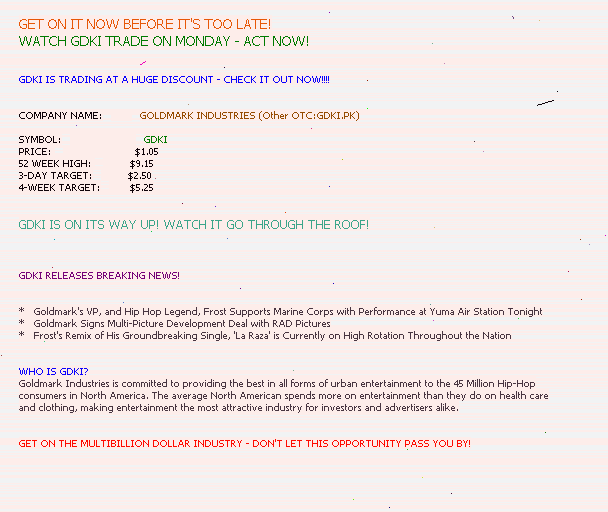 GET ON IT NOW BEFORE IT'S TOO LATE!
WATCH GDKI TRADE ON MONDAY - ACT NOW!
GDKI IS TRADING AT A HUGE DISCOUNT - CHECK IT OUT NOW!!!!
COMPANY NAME: GOLDMARK INDUSTRIES (Other OTC:GDKI.PK)
SYMBOL: GDKI
PRICE: $1.05
52 WEEK HIGH: $9.15
3-DAY TARGET: $2.50
4-WEEK TARGET: $5.25
GDKI IS ON ITS WAY UP! WATCH IT GO THROUGH THE ROOF!
GDKI RELEASES BREAKING NEWS!
* Goldmark's VP, and Hip Hop Legend, Frost Supports Marine Corps with Performance at Yuma Air Station Tonight
* Goldmark Signs Multi-Picture Development Deal with RAD Pictures
* Frost's Remix of His Groundbreaking Single, 'La Raza' is Currently on High Rotation Throughout the Nation
WHO IS GDKI?
Goldmark Industries is committed to providing the best in all forms of urban entertainment to the 45 Million Hip-Hop
consumers in North America. The average North American spends more on entertainment than they do on health care
and clothing, making entertainment the most attractive industry for investors and advertisers alike.
GET ON THE MULTIBILLION DOLLAR INDUSTRY - DON'T LET THIS OPPORTUNITY PASS YOU BY!